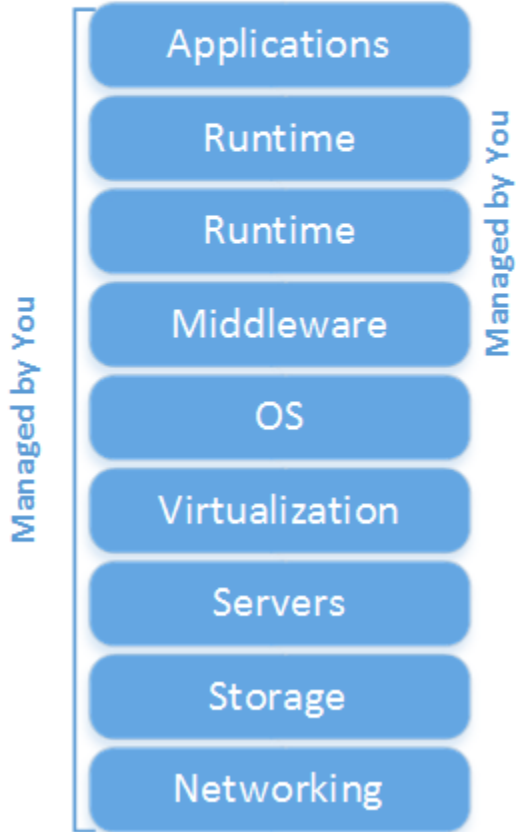 Applications
Runtime
Runtime
Middleware
OS
Virtualization
Servers
Storage
Networking
Managed by You
Managed by You